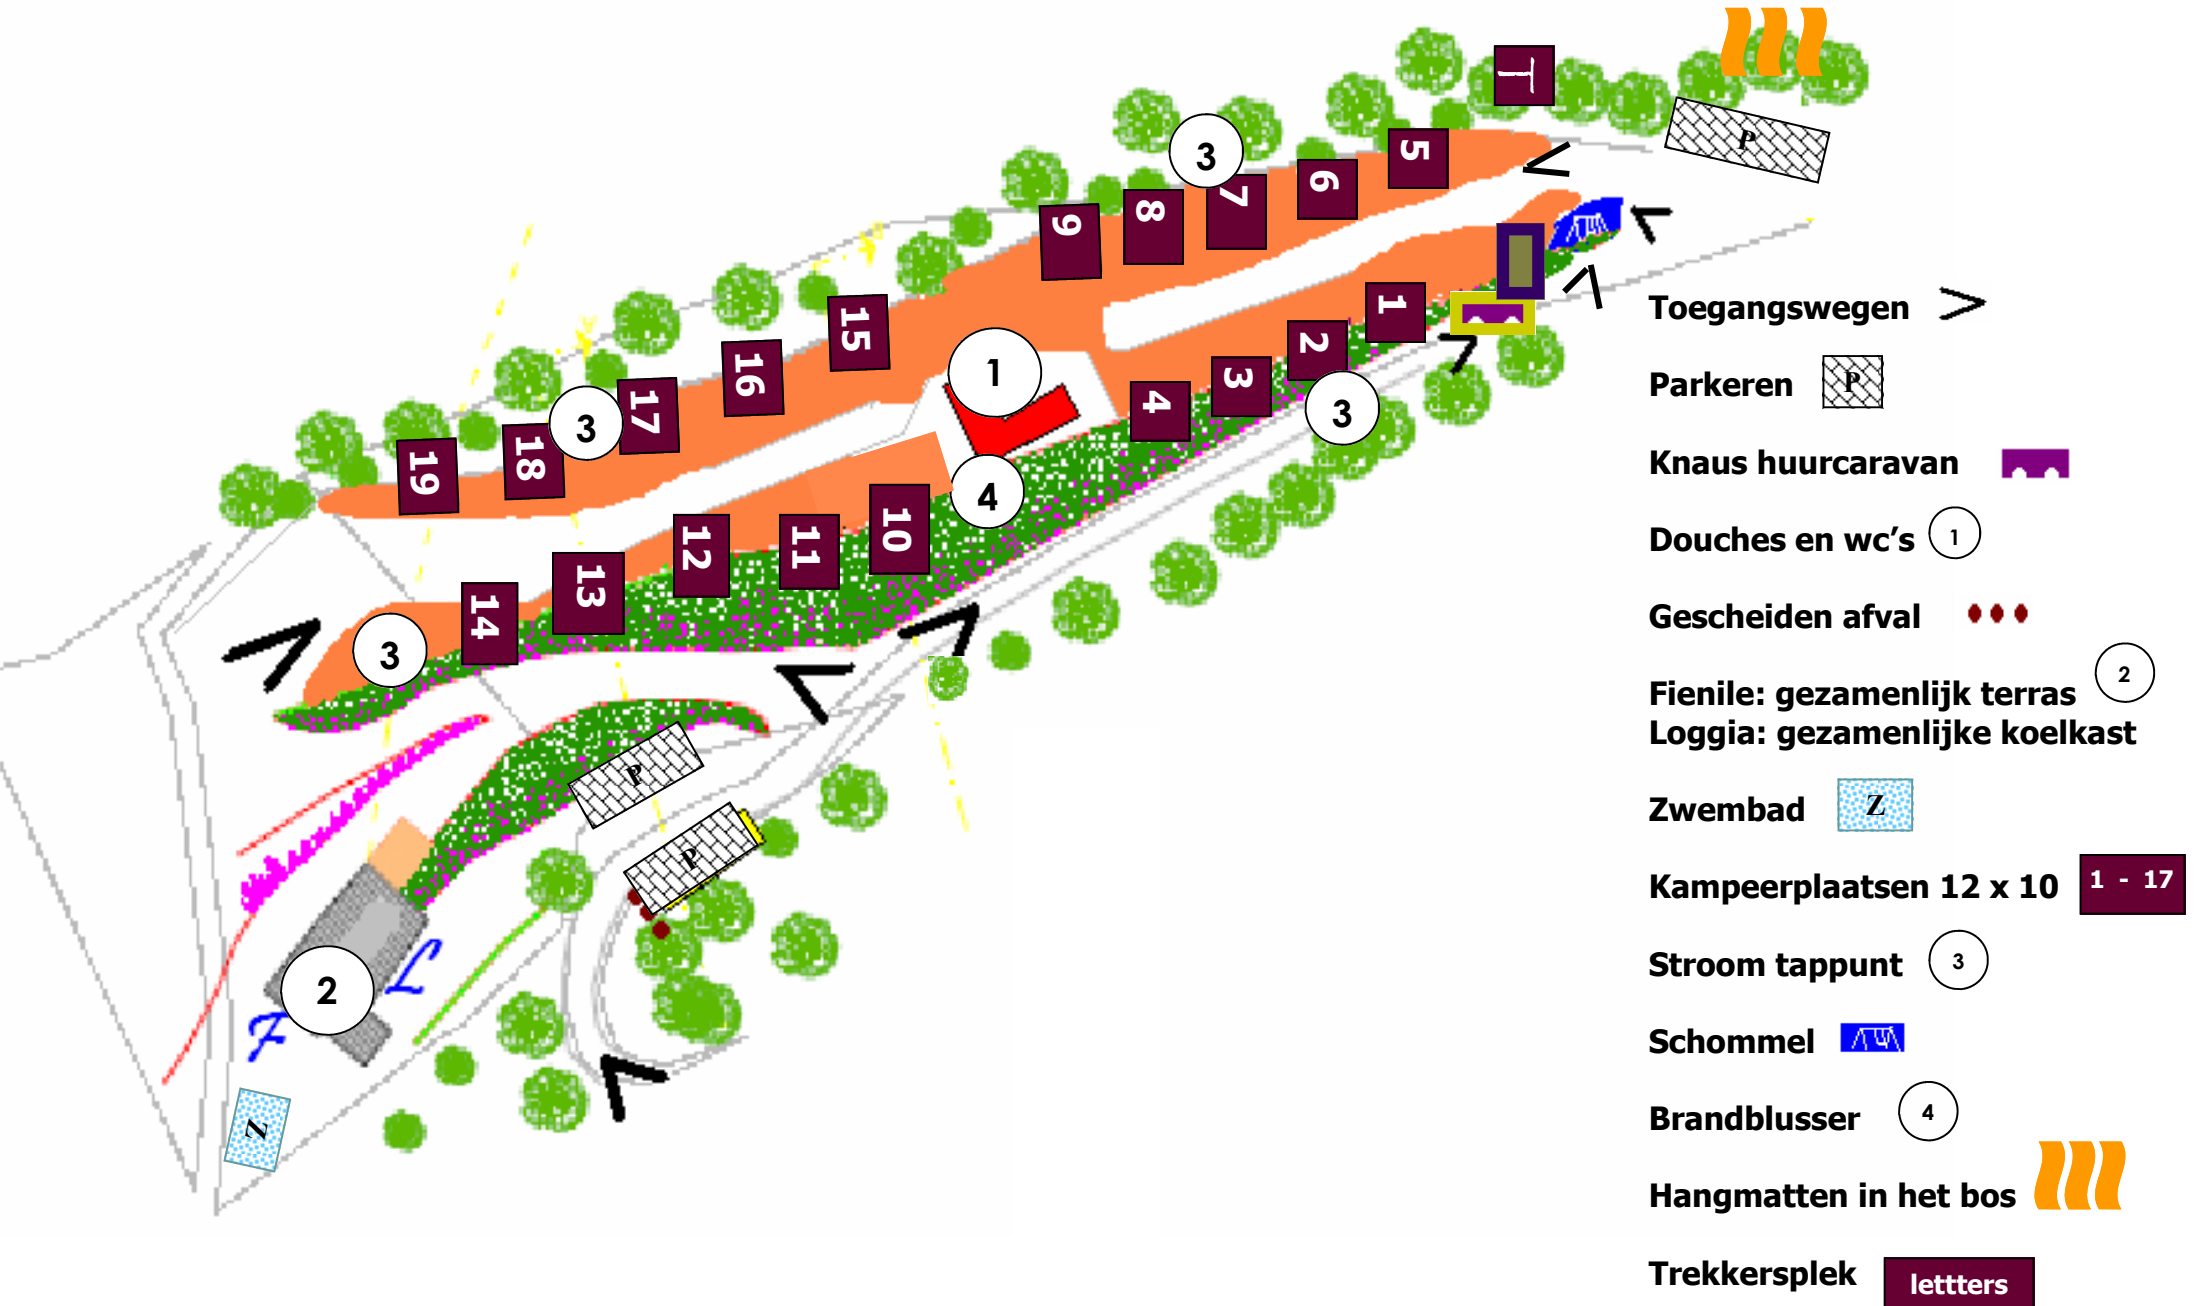 T
P
3
5
6
7
8
9
1
2
3
4
15
16
17
18
19
1
3
3
4
10
11
12
13
14
3
P
P
2
L
F
Z
Toegangswegen
Parkeren P
Knaus huurcaravan
Douches en wc’s 1
Gescheiden afval
Fienile: gezamenlijk terras 2
Loggia: gezamenlijke koelkast
Zwembad Z
Kampeerplaatsen 12 x 10 1 - 17
Stroom tappunt 3
Schommel
Brandblusser 4
Hangmatten in het bos
Trekkersplek lettters